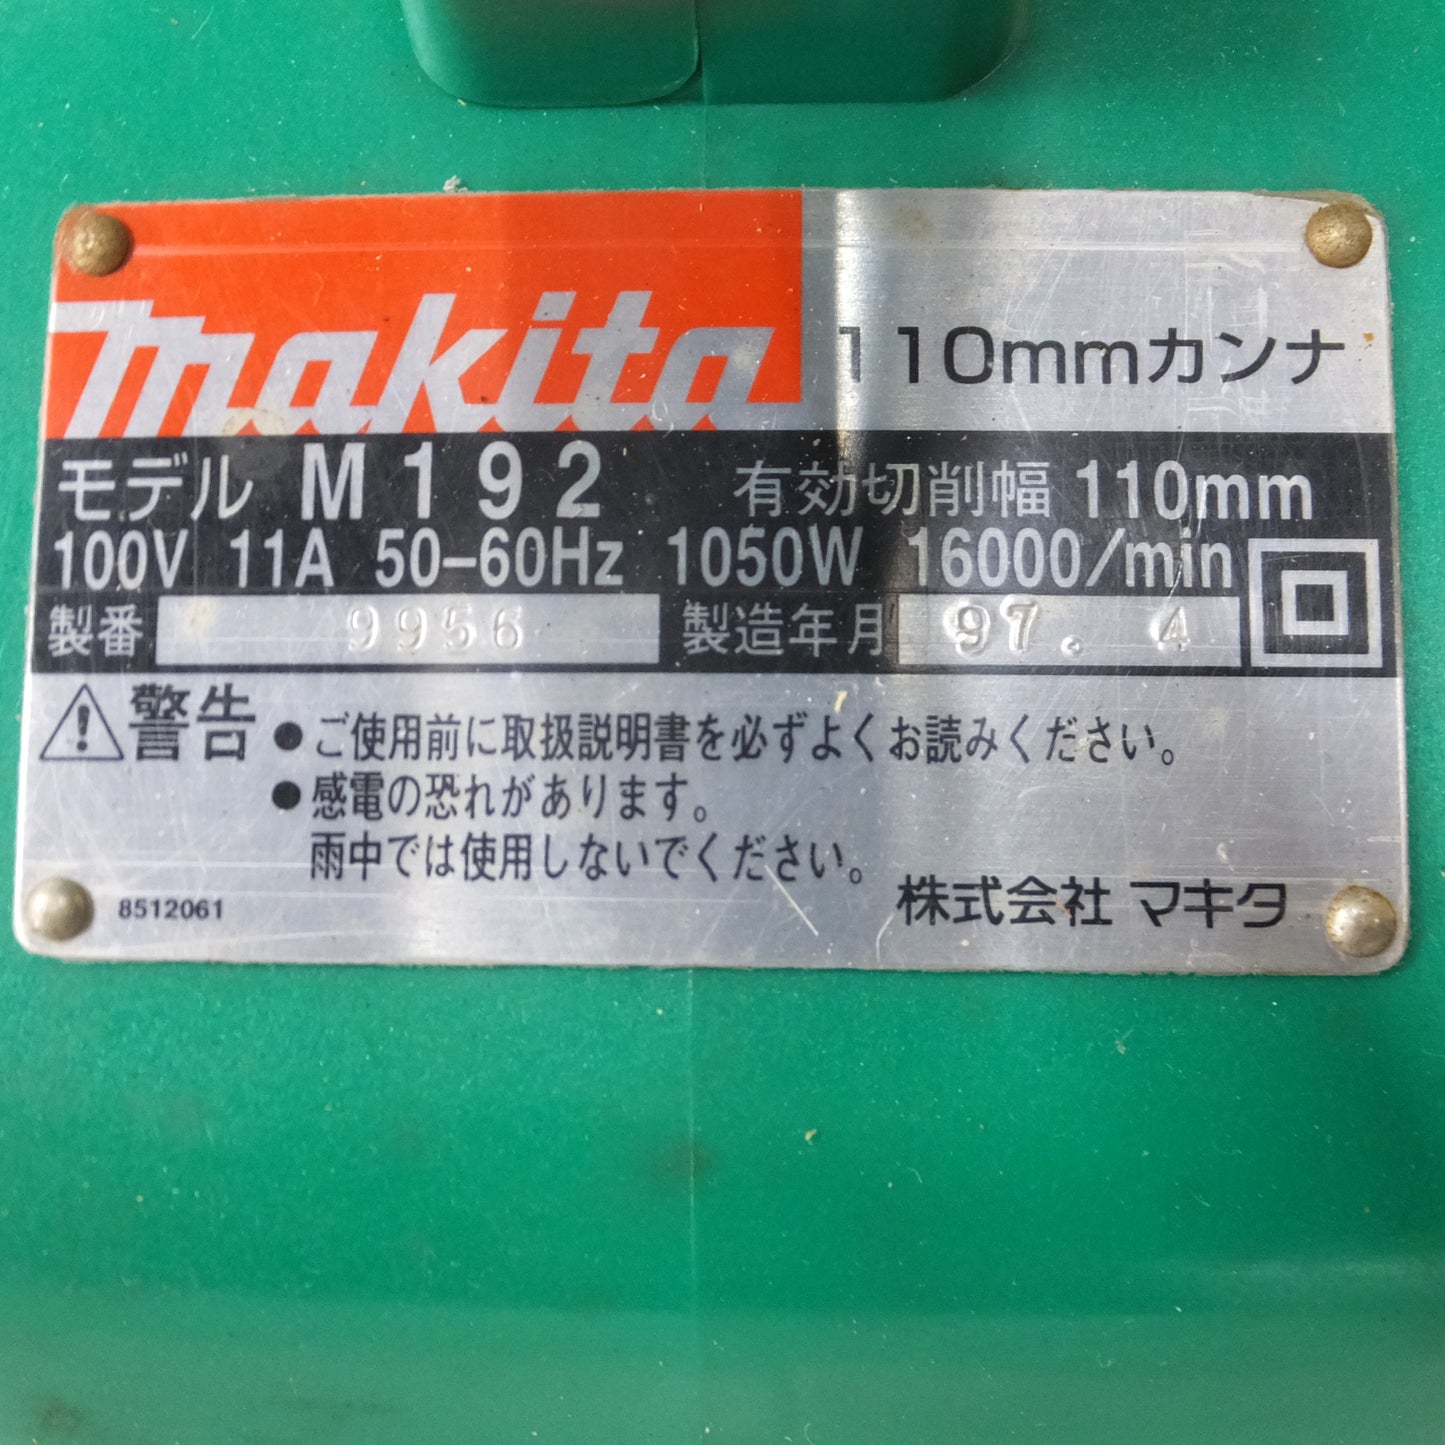 makita 110mmカンナ
モデル M192 有効切削幅 110mm
100V 11A 50-60Hz 1050W 16000/min
製番 9956 製造年月 97. 4
警告 ●ご使用前に取扱説明書を必ずよくお読みください。
●感電の恐れがあります。
雨中では使用しないでください。
8512061 株式会社 マキタ